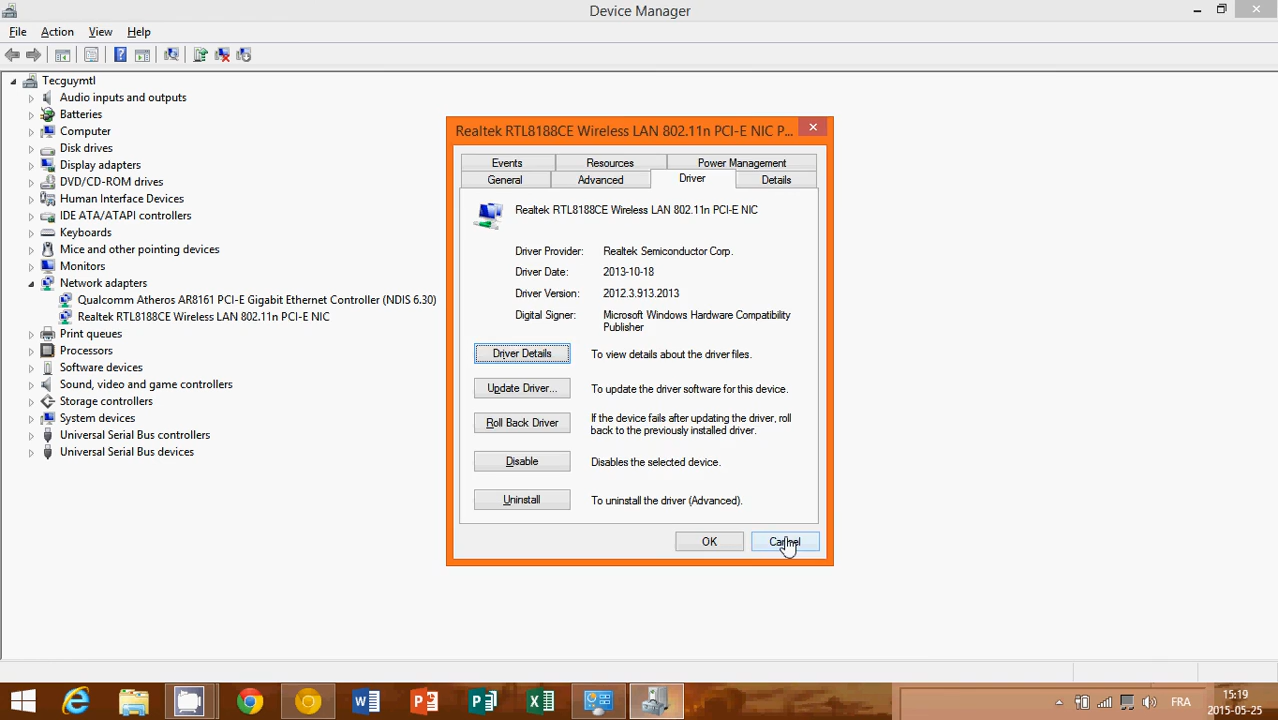 Device Manager
File Action View Help
Tecguymtl
Audio inputs and outputs
Batteries
Computer
Disk drives
Display adapters
DVD/CD-ROM drives
Human Interface Devices
IDE ATA/ATAPI controllers
Keyboards
Mice and other pointing devices
Monitors
Network adapters
Qualcomm Atheros AR8161 PCI-E Gigabit Ethernet Controller (NDIS 6.30)
Realtek RTL8188CE Wireless LAN 802.11n PCI-E NIC
Print queues
Processors
Software devices
Sound, video and game controllers
Storage controllers
System devices
Universal Serial Bus controllers
Universal Serial Bus devices
Realtek RTL8188CE Wireless LAN 802.11n PCI-E NIC P...
Events Resources Power Management
General Advanced Driver Details
Realtek RTL8188CE Wireless LAN 802.11n PCI-E NIC
Driver Provider: Realtek Semiconductor Corp.
Driver Date: 2013-10-18
Driver Version: 2012.3.913.2013
Digital Signer: Microsoft Windows Hardware Compatibility
Publisher
Driver Details To view details about the driver files.
Update Driver... To update the driver software for this device.
Roll Back Driver If the device fails after updating the driver, roll
back to the previously installed driver.
Disable Disables the selected device.
Uninstall To uninstall the driver (Advanced).
OK Cancel
FRA
15:19
2015-05-25